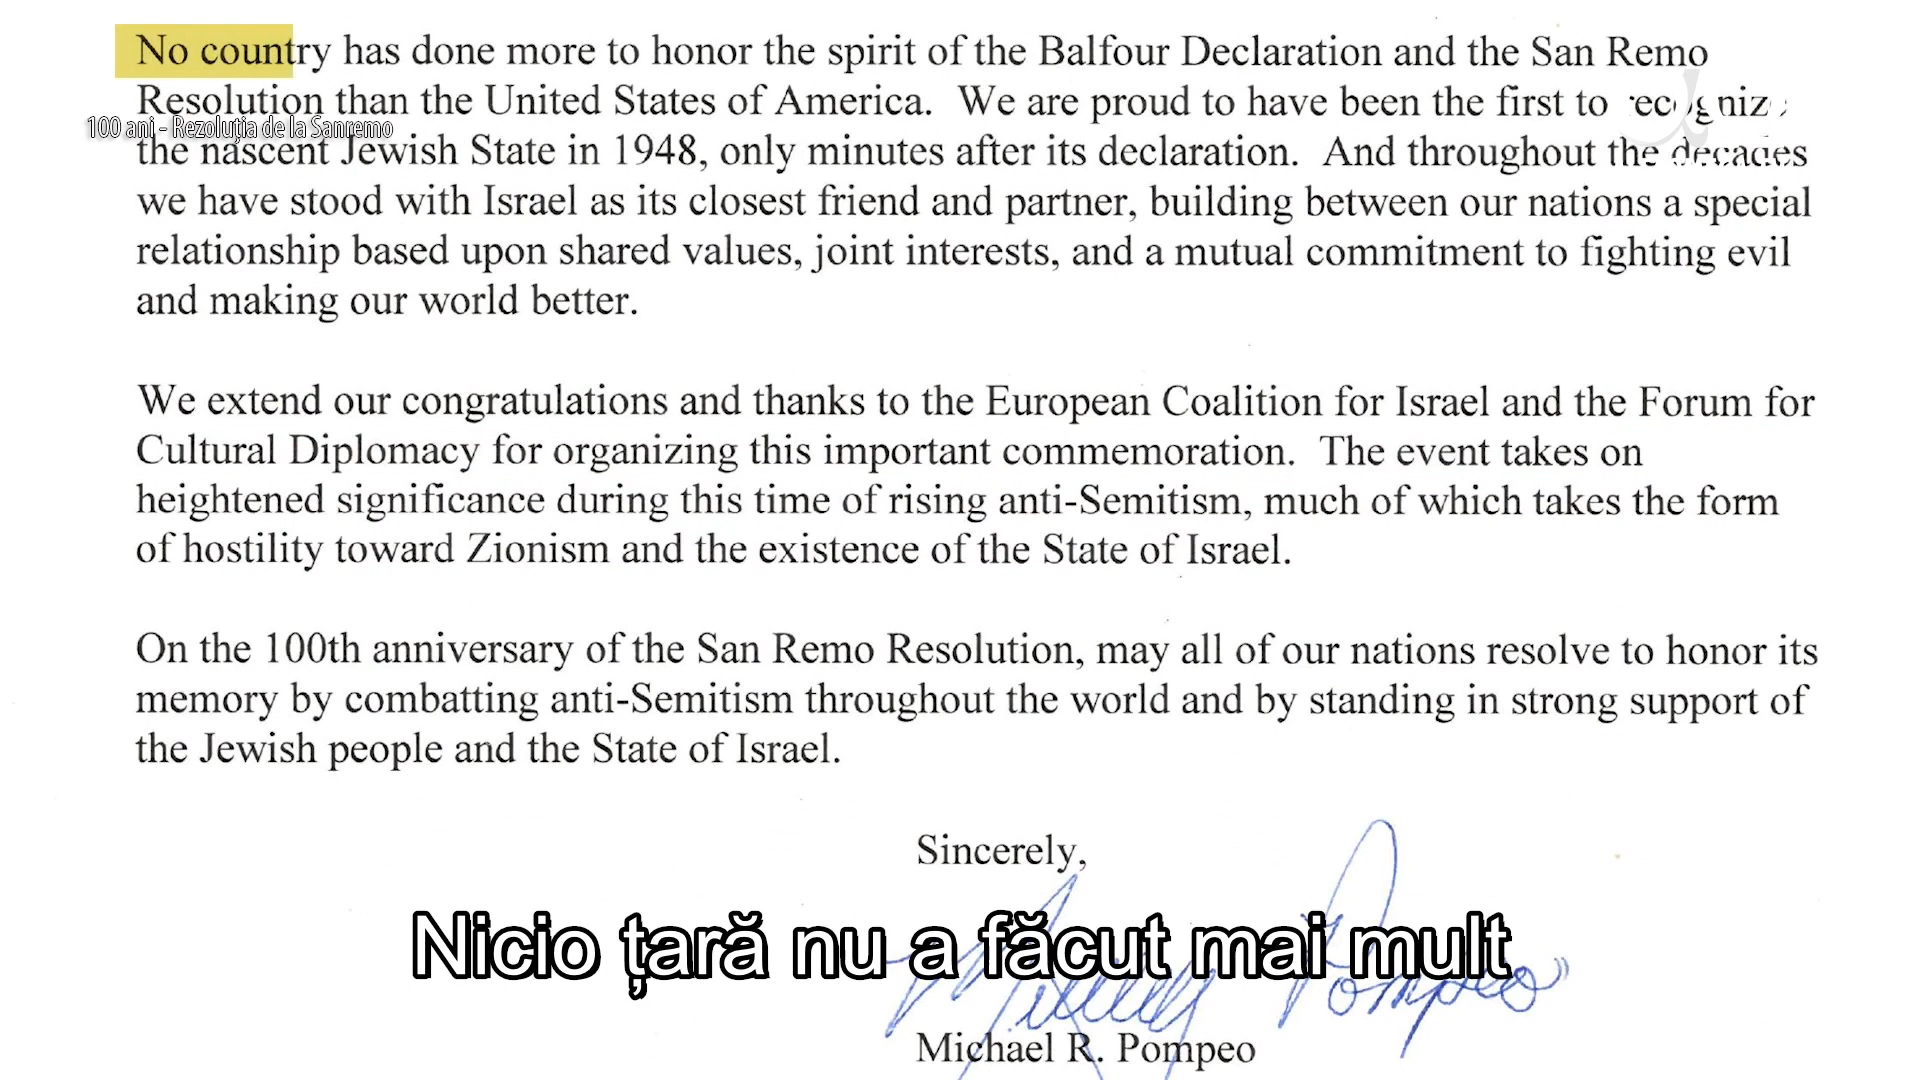 No country has done more to honor the spirit of the Balfour Declaration and the San Remo
Resolution than the United States of America.  We are proud to have been the first to recogniz
100 ani - Rezoluția de la Sanremo
the nascent Jewish State in 1948, only minutes after its declaration.  And throughout the decades
we have stood with Israel as its closest friend and partner, building between our nations a special
relationship based upon shared values, joint interests, and a mutual commitment to fighting evil
and making our world better.
We extend our congratulations and thanks to the European Coalition for Israel and the Forum for
Cultural Diplomacy for organizing this important commemoration.  The event takes on
heightened significance during this time of rising anti-Semitism, much of which takes the form
of hostility toward Zionism and the existence of the State of Israel.
On the 100th anniversary of the San Remo Resolution, may all of our nations resolve to honor its
memory by combatting anti-Semitism throughout the world and by standing in strong support of
the Jewish people and the State of Israel.
Sincerely,
Nicio țară nu a făcut mai mult
Michael R. Pompeo